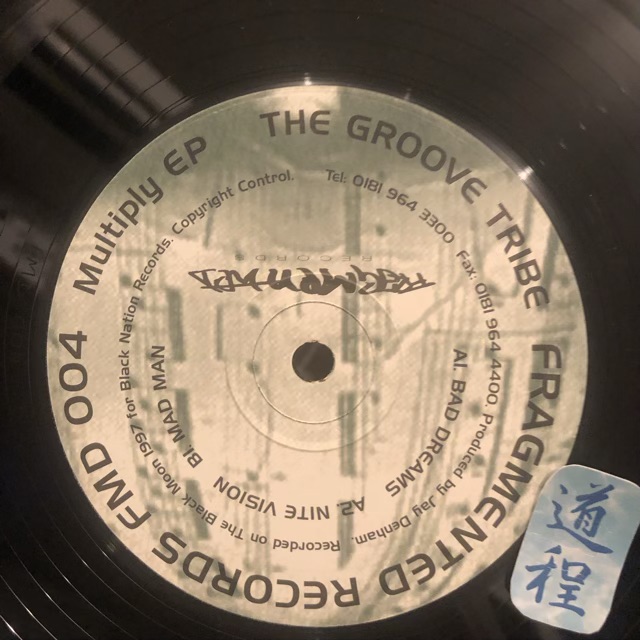 THE GROOVE TRIBE
FRAGMENTED RECORDS FMD 004
Multiply EP
Tel: 0181 964 3300 Fax: 0181 964 4400. Produced by Jay Denham. Recorded on The Black Moon 1997 for Black Nation Records. Copyright Control.
FRAGMENTED
RECORDS
A1. BAD DREAMS
A2. NITE VISION
B1. MAD MAN
道
程